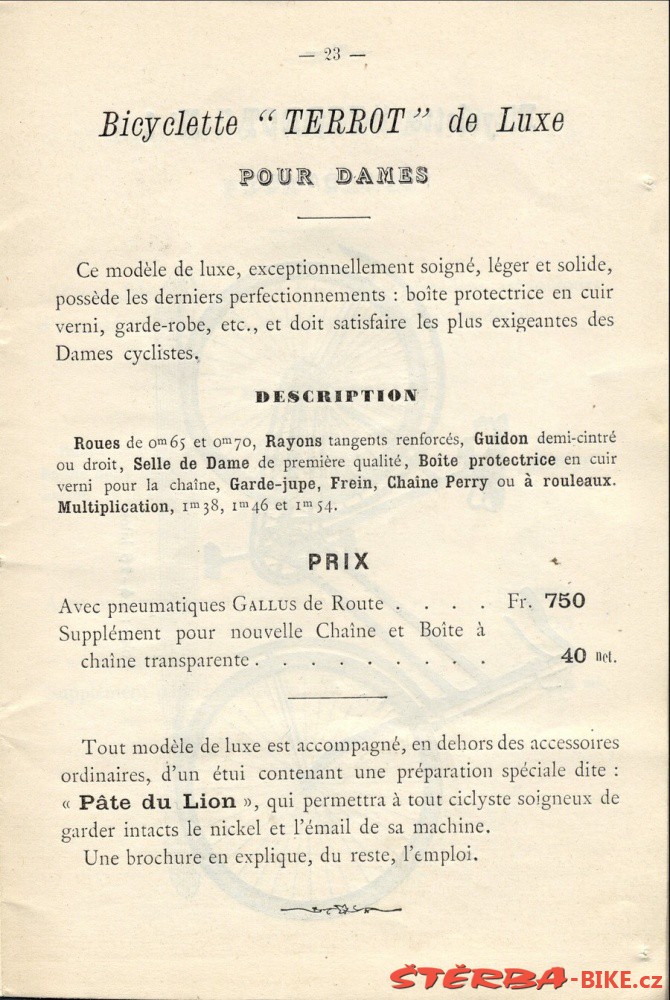 — 23 —
Bicyclette “ TERROT ” de Luxe
POUR DAMES
Ce modèle de luxe, exceptionnellement soigné, léger et solide,
possède les derniers perfectionnements : boîte protectrice en cuir
verni, garde-robe, etc., et doit satisfaire les plus exigeantes des
Dames cyclistes.
DESCRIPTION
Roues de 0m65 et 0m70, Rayons tangents renforcés, Guidon demi-cintré
ou droit, Selle de Dame de première qualité, Boîte protectrice en cuir
verni pour la chaîne, Garde-jupe, Frein, Chaîne Perry ou à rouleaux.
Multiplication, 1m38, 1m46 et 1m54.
PRIX
Avec pneumatiques GALLUS de Route . . . . Fr. 750
Supplément pour nouvelle Chaîne et Boîte à
chaîne transparente . . . . . . . . . 40 net.
Tout modèle de luxe est accompagné, en dehors des accessoires
ordinaires, d'un étui contenant une préparation spéciale dite :
« Pâte du Lion », qui permettra à tout ciclyste soigneux de
garder intacts le nickel et l'émail de sa machine.
Une brochure en explique, du reste, l'emploi.
ŠTĚRBA-BIKE.cz